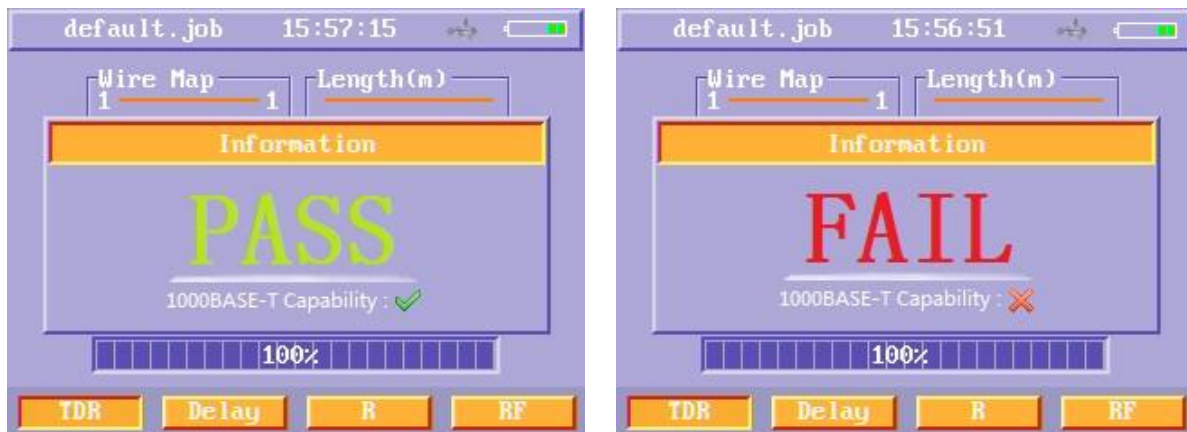 default.job 15:57:15
Wire Map Length(m)
1 1
Information
PASS
1000BASE-T Capability :
100%
TDR Delay R RF
default.job 15:56:51
Wire Map Length(m)
1 1
Information
FAIL
1000BASE-T Capability :
100%
TDR Delay R RF